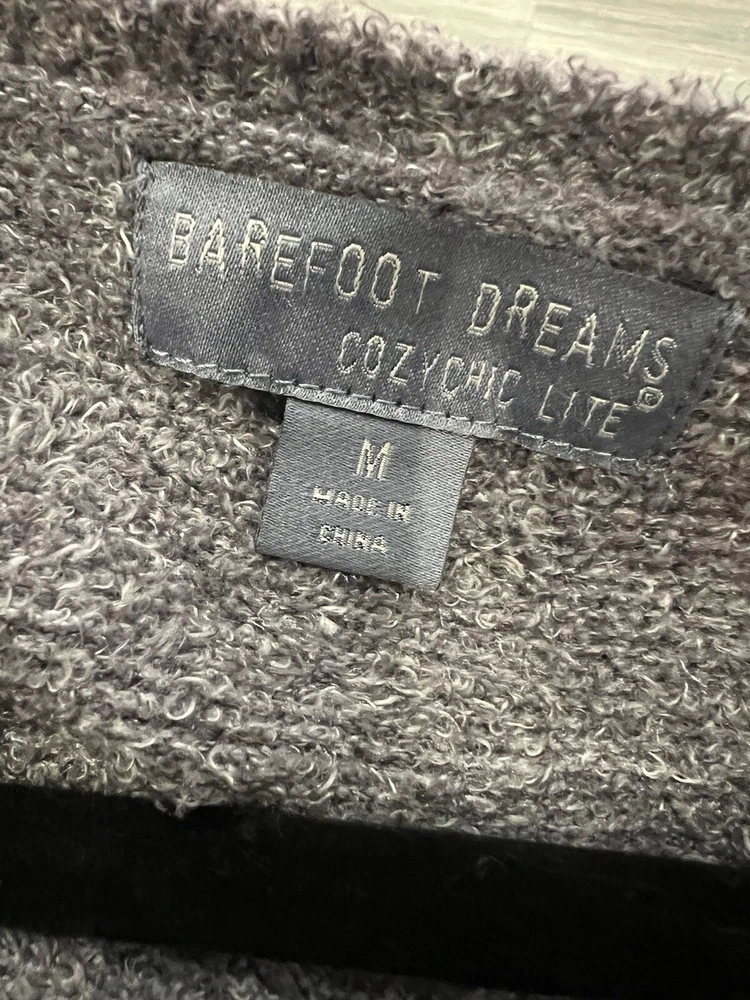 BAREFOOT DREAMS
COZYCHIC LITE©
M
MADE IN
CHINA